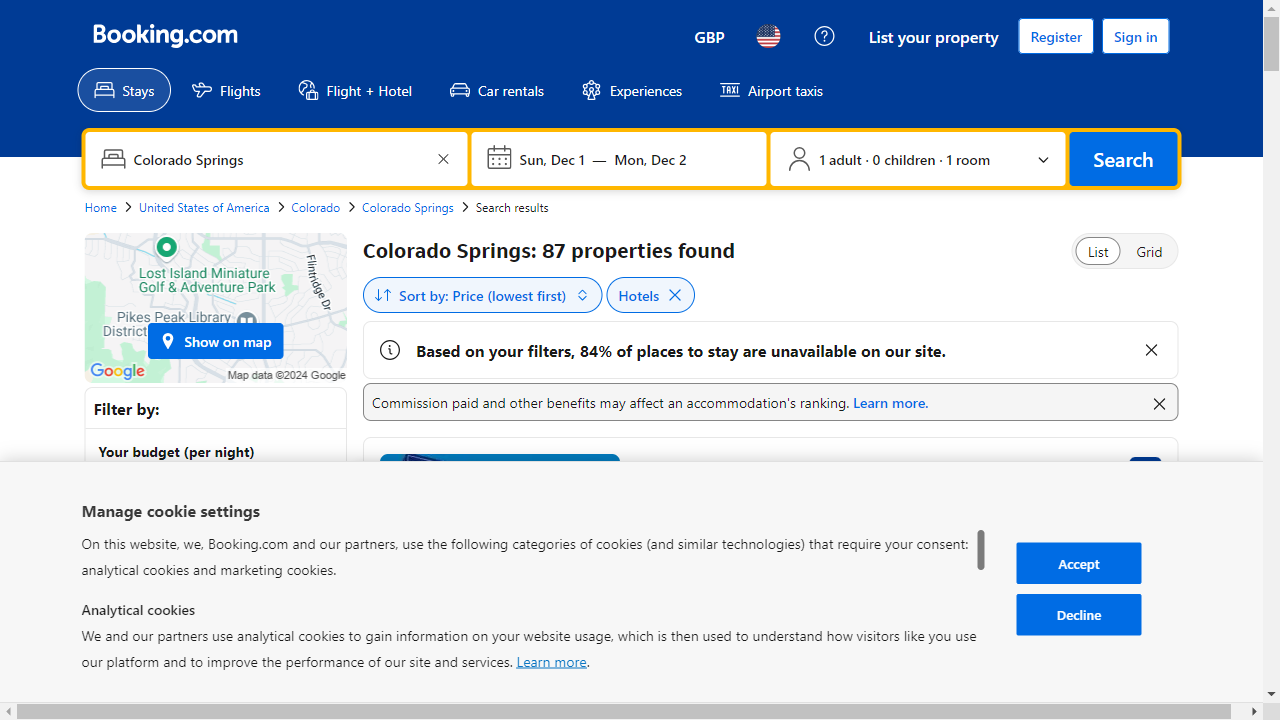 Booking.com
GBP
List your property
Register
Sign in
Stays
Flights
Flight + Hotel
Car rentals
Experiences
TAXI
Airport taxis
Colorado Springs
Sun, Dec 1 — Mon, Dec 2
1 adult · 0 children · 1 room
Search
Home
United States of America
Colorado
Colorado Springs
Search results
Lost Island Miniature
Golf & Adventure Park
Flintridge Dr
Pikes Peak Library
District
Show on map
Google
Map data ©2024 Google
Colorado Springs: 87 properties found
List
Grid
Sort by: Price (lowest first)
Hotels
Based on your filters, 84% of places to stay are unavailable on our site.
Commission paid and other benefits may affect an accommodation's ranking. Learn more.
Filter by:
Your budget (per night)
Manage cookie settings
On this website, we, Booking.com and our partners, use the following categories of cookies (and similar technologies) that require your consent:
analytical cookies and marketing cookies.
Analytical cookies
We and our partners use analytical cookies to gain information on your website usage, which is then used to understand how visitors like you use
our platform and to improve the performance of our site and services. Learn more.
Accept
Decline